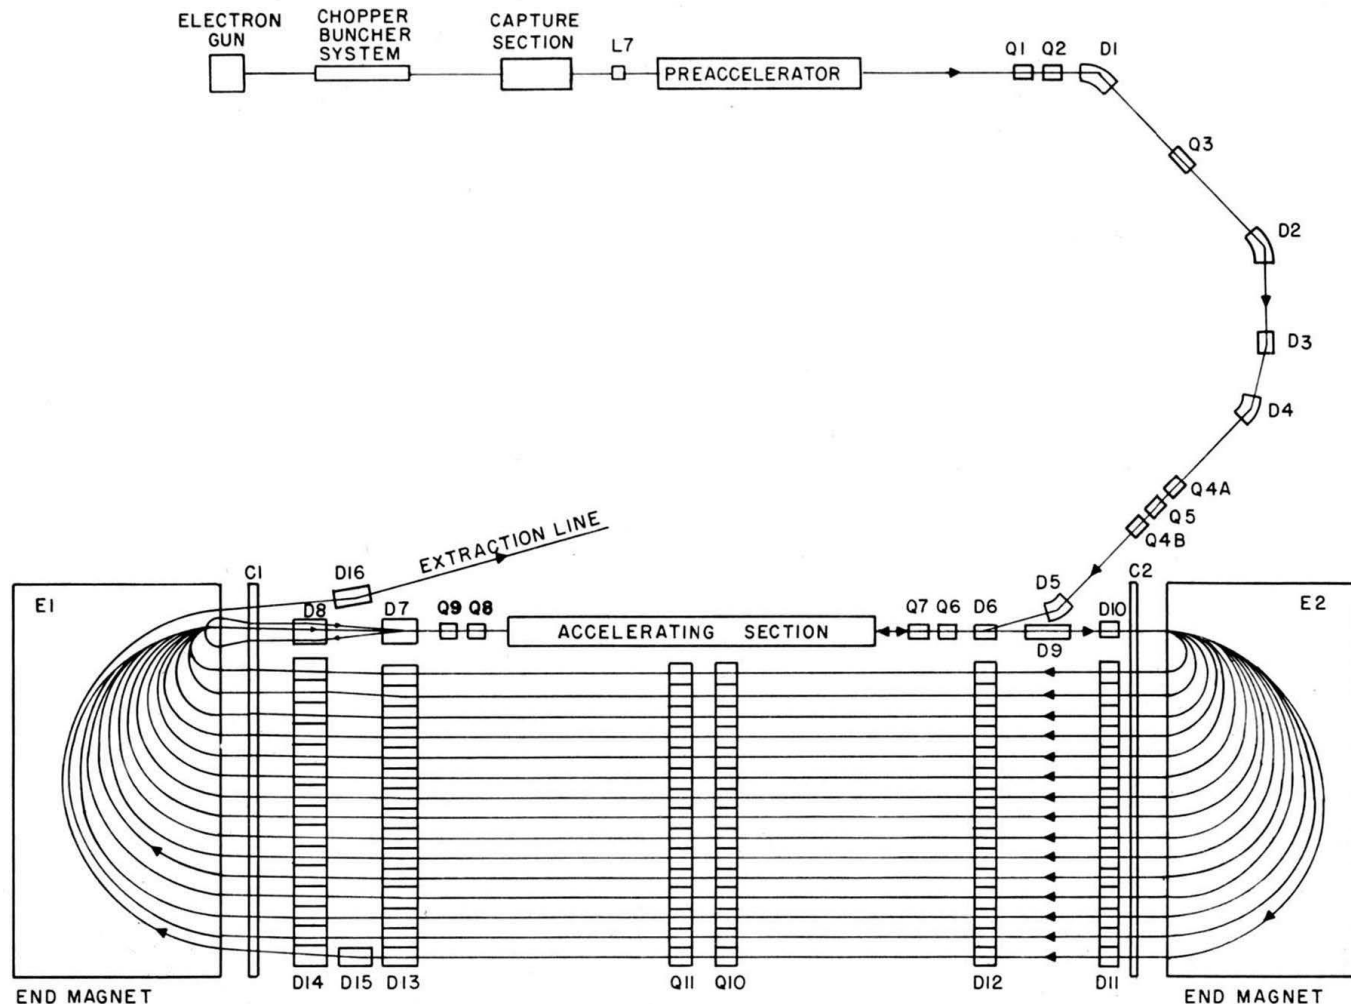 ELECTRON
GUN
CHOPPER
BUNCHER
SYSTEM
CAPTURE
SECTION
L7
PREACCELERATOR
Q1
Q2
D1
Q3
D2
D3
D4
Q4A
Q5
Q4B
EXTRACTION LINE
E1
C1
D16
D8
D7
Q9
Q8
ACCELERATING SECTION
Q7
Q6
D6
D5
D9
C2
D10
E2
D14
D15
D13
Q11
Q10
D12
D11
END MAGNET
END MAGNET